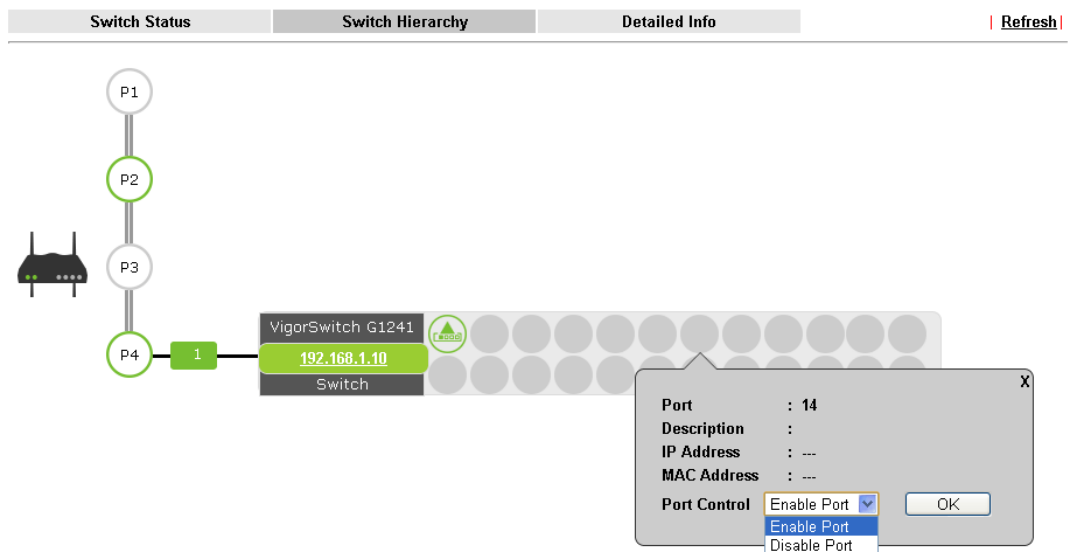 Switch Status Switch Hierarchy Detailed Info | Refresh |
P1
P2
P3
P4 1
VigorSwitch G1241
192.168.1.10
Switch
X
Port : 14
Description :
IP Address : ---
MAC Address : ---
Port Control Enable Port OK
Enable Port
Disable Port